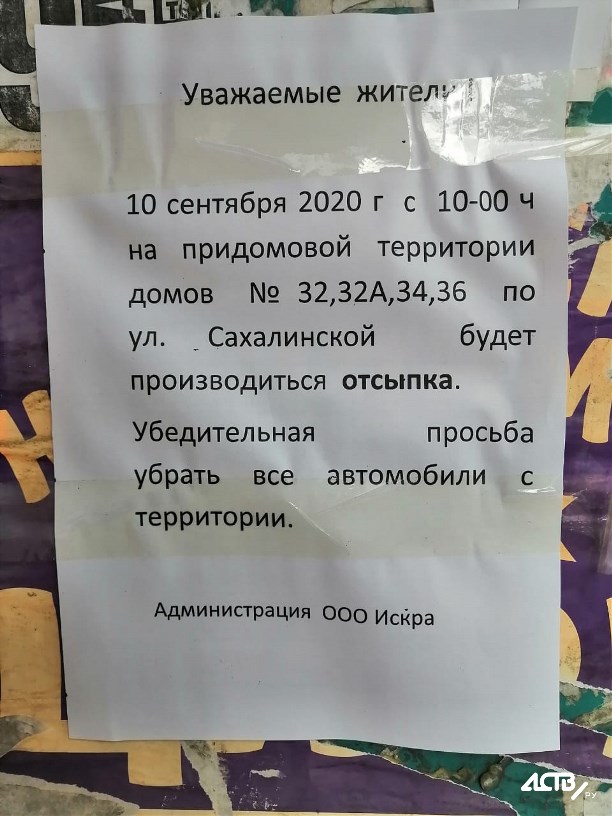 Уважаемые жители!
10 сентября 2020 г с 10-00 ч
на придомовой территории
домов № 32,32А,34,36 по
ул. Сахалинской будет
производиться отсыпка.
Убедительная просьба
убрать все автомобили с
территории.
Администрация ООО Искра
АСТВ.РУ